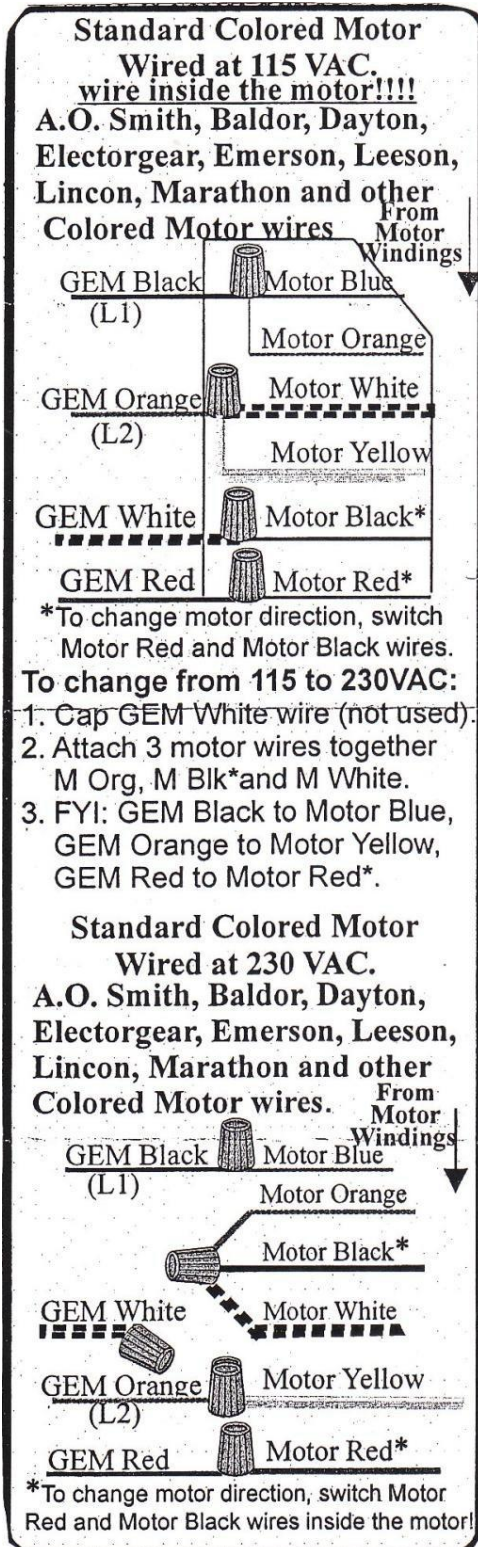 Standard Colored Motor
Wired at 115 VAC.
wire inside the motor!!!!
A.O. Smith, Baldor, Dayton,
Electorgear, Emerson, Leeson,
Lincon, Marathon and other
Colored Motor wires
From
Motor
Windings
GEM Black
(L1)
Motor Blue
Motor Orange
GEM Orange
(L2)
Motor White
Motor Yellow
GEM White
Motor Black*
GEM Red
Motor Red*
*To change motor direction, switch
Motor Red and Motor Black wires.
To change from 115 to 230VAC:
1. Cap GEM White wire (not used).
2. Attach 3 motor wires together
M Org, M Blk*and M White.
3. FYI: GEM Black to Motor Blue,
GEM Orange to Motor Yellow,
GEM Red to Motor Red*.
Standard Colored Motor
Wired at 230 VAC.
A.O. Smith, Baldor, Dayton,
Electorgear, Emerson, Leeson,
Lincon, Marathon and other
Colored Motor wires.
From
Motor
Windings
GEM Black
(L1)
Motor Blue
Motor Orange
Motor Black*
GEM White
Motor White
GEM Orange
(L2)
Motor Yellow
GEM Red
Motor Red*
*To change motor direction, switch Motor
Red and Motor Black wires inside the motor!